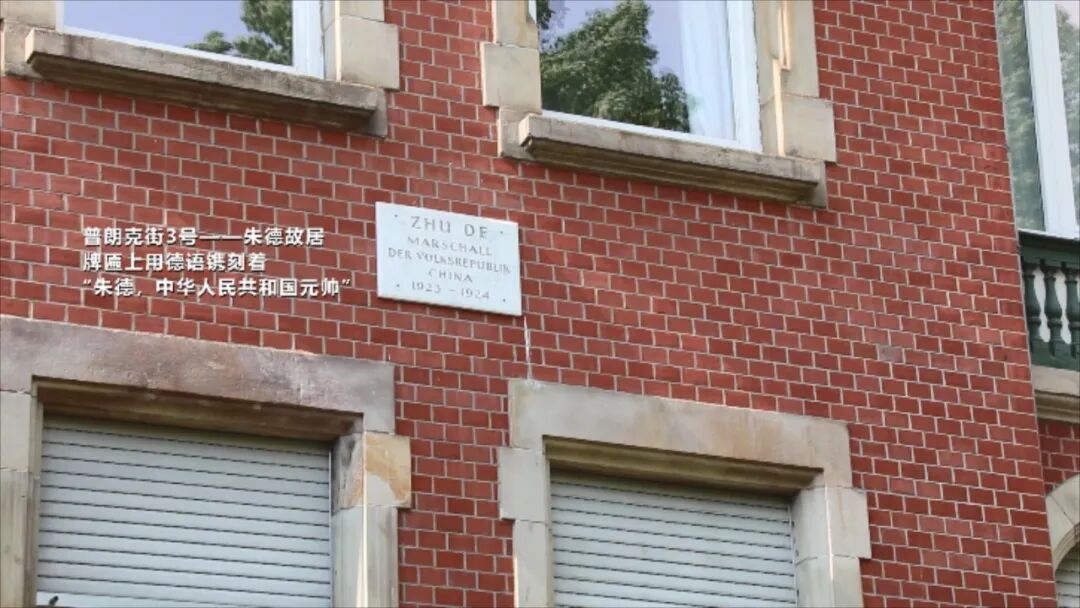 普朗克街3号——朱德故居
牌匾上用德语镌刻着
“朱德，中华人民共和国元帅”
ZHU DE
MARSCHALL
DER VOLKSREPUBLIK
CHINA
1923 - 1924